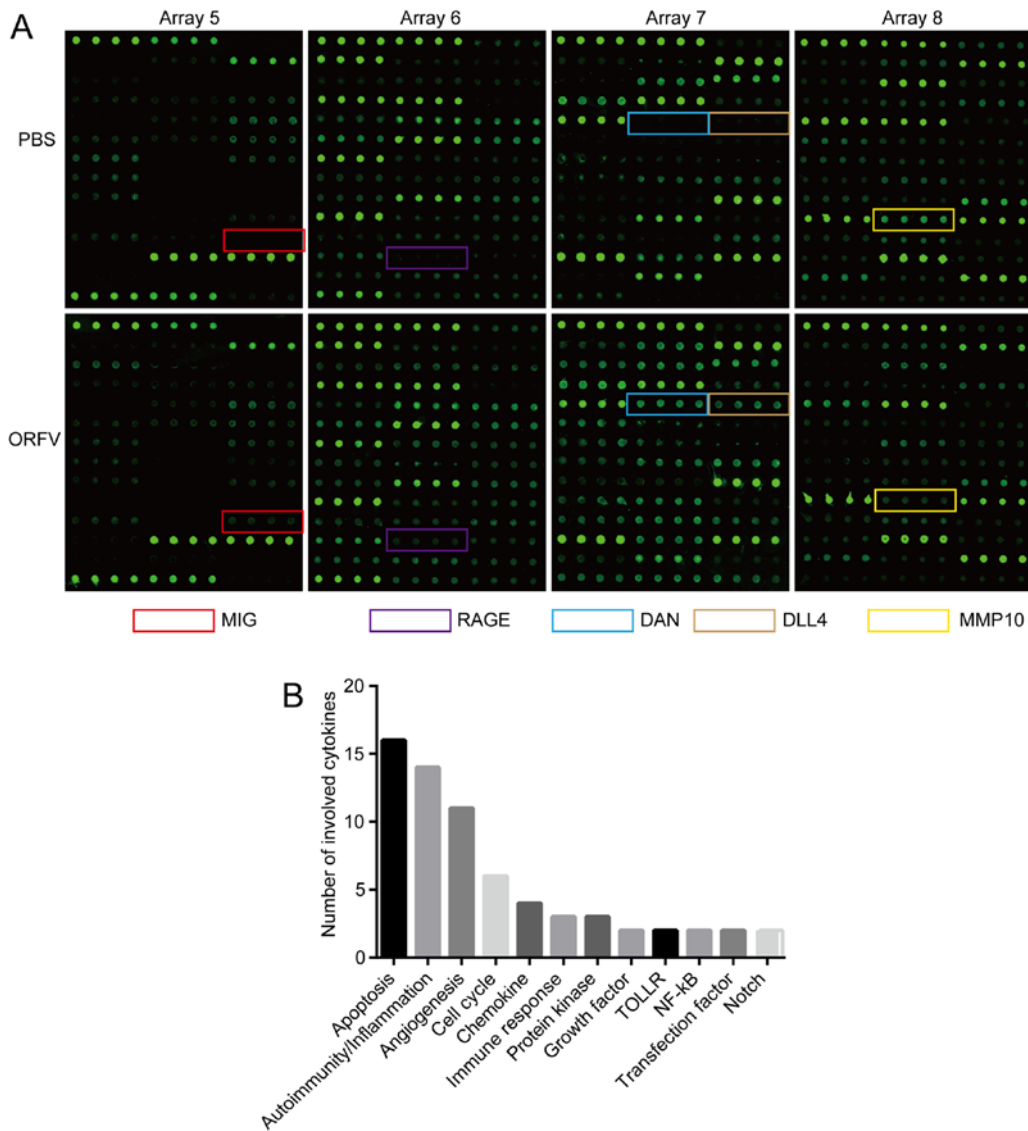 A
Array 5 Array 6 Array 7 Array 8
PBS
ORFV
MIG RAGE DAN DLL4 MMP10
B
Number of involved cytokines
20
15
10
5
0
Apoptosis
Autoimmunity/Inflammation
Angiogenesis
Cell cycle
Chemokine
Immune response
Protein kinase
Growth factor
TOLLR
NF-kB
Transfection factor
Notch